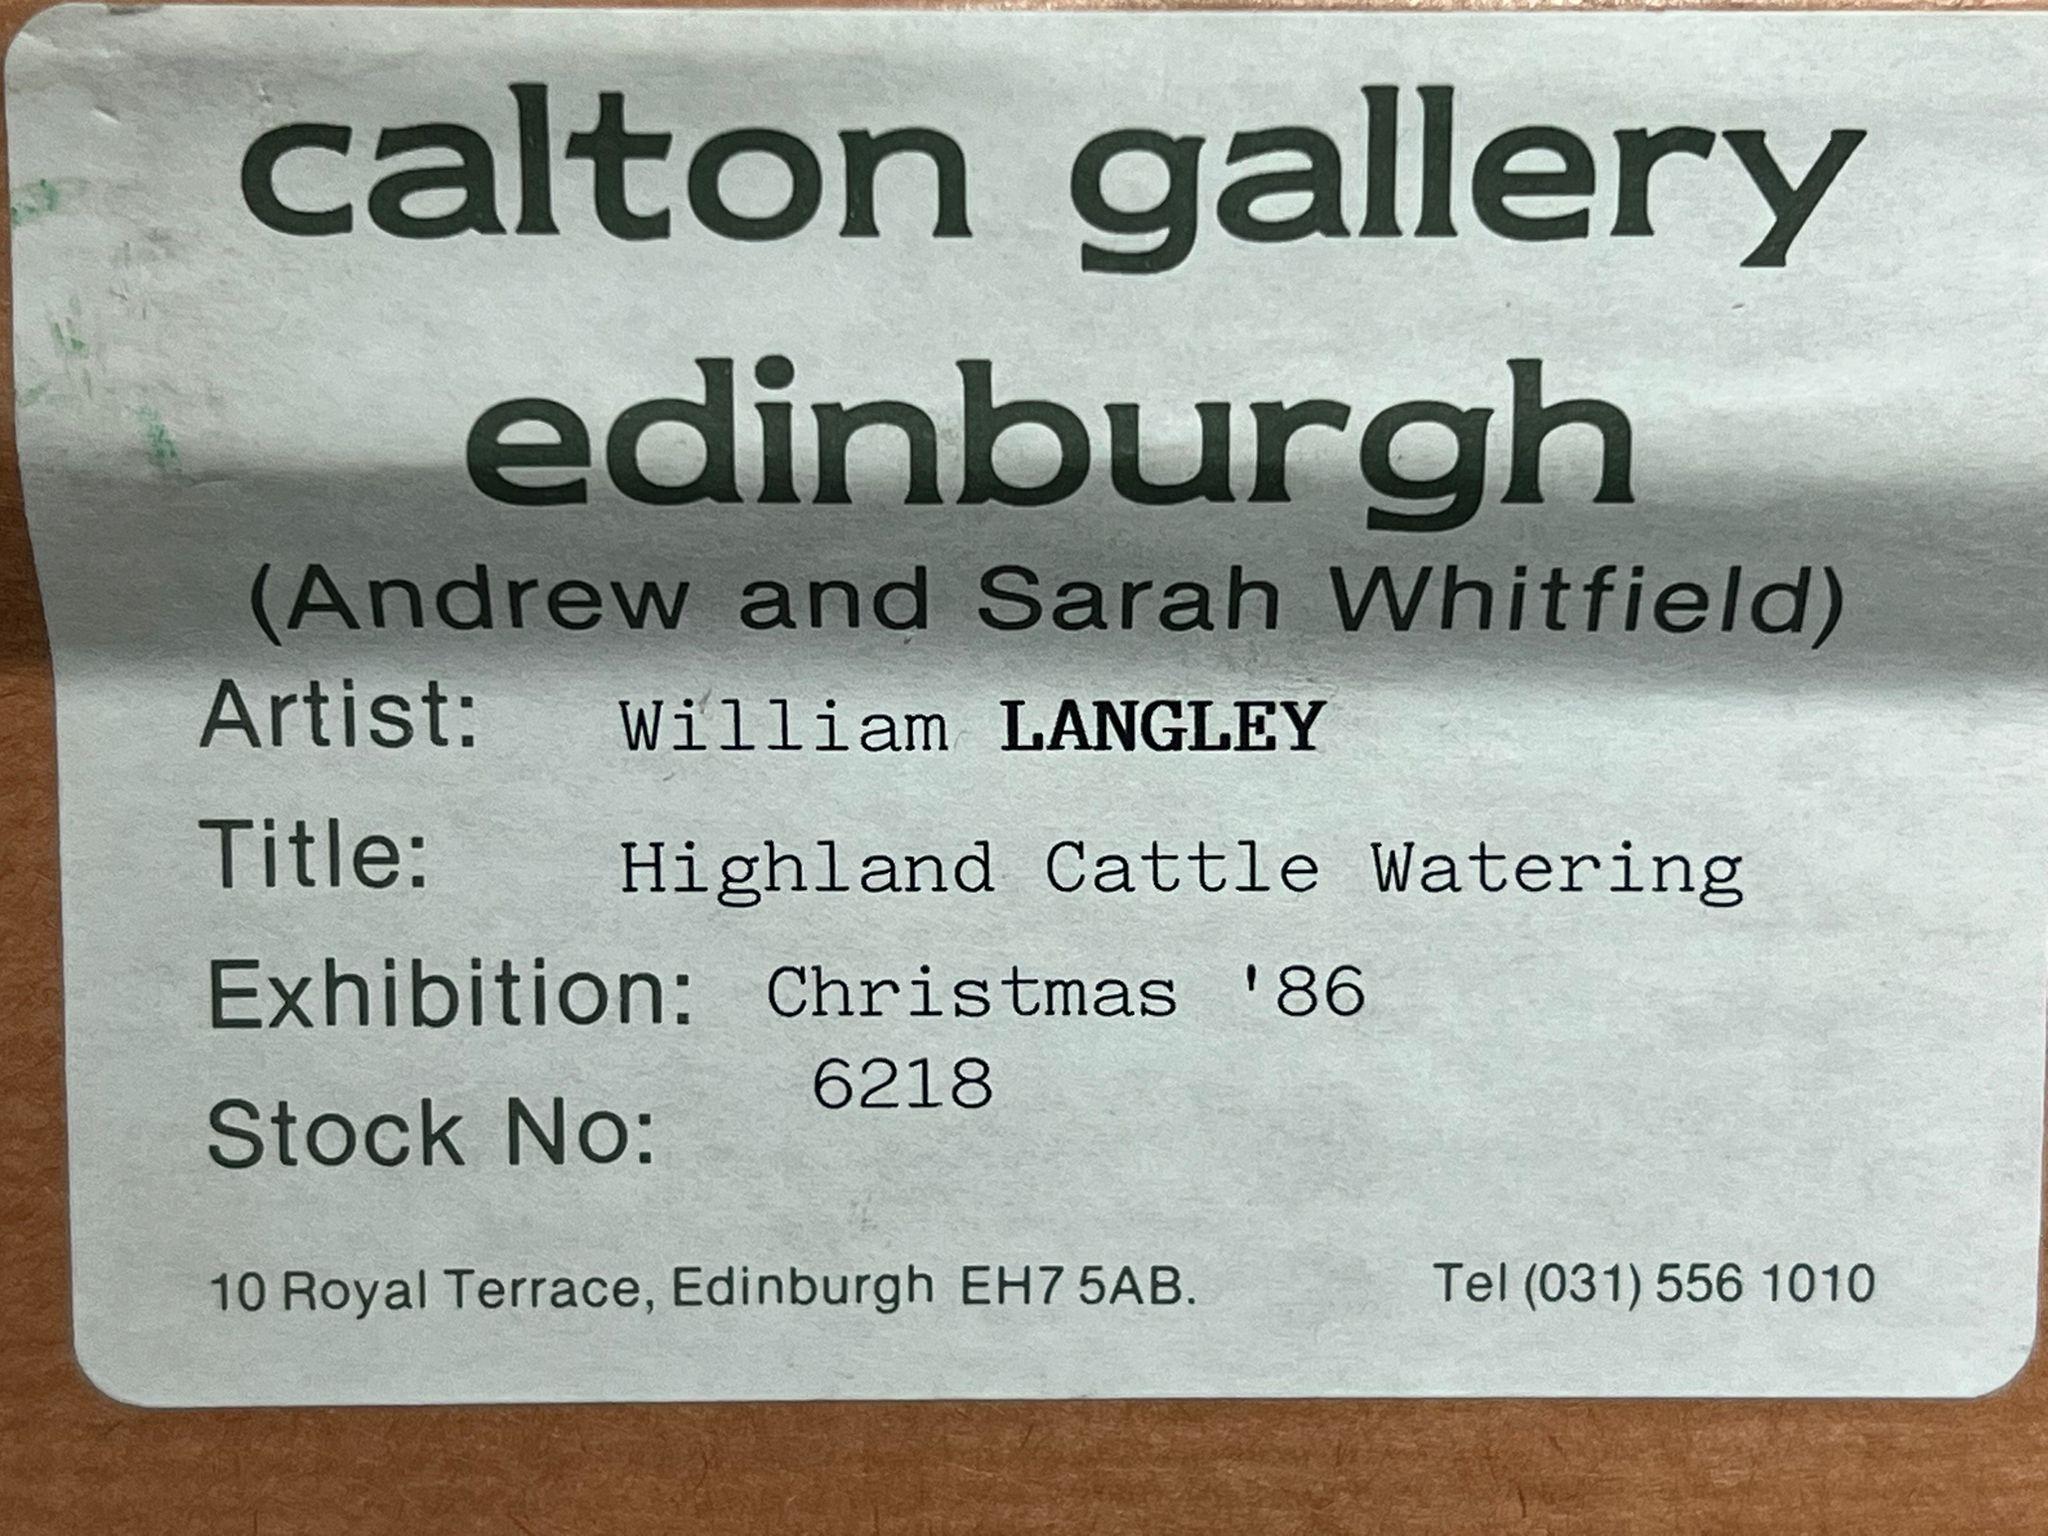 calton gallery
edinburgh
(Andrew and Sarah Whitfield)
Artist: William LANGLEY
Title: Highland Cattle Watering
Exhibition: Christmas '86
Stock No: 6218
10 Royal Terrace, Edinburgh EH7 5AB. Tel (031) 556 1010